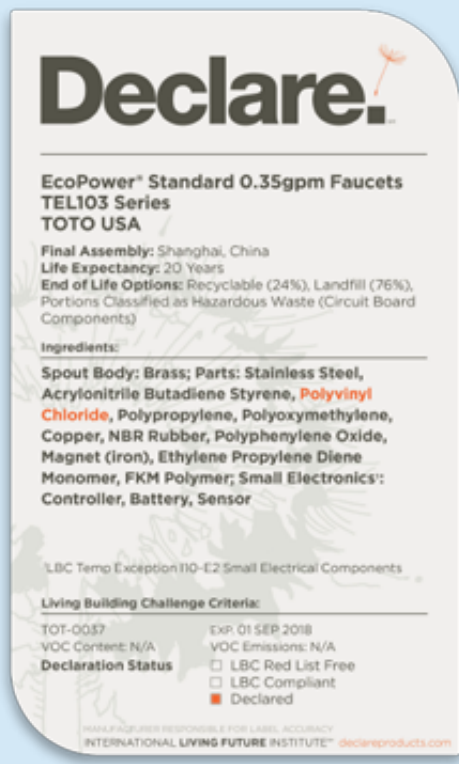 Declare.
EcoPower® Standard 0.35gpm Faucets
TEL103 Series
TOTO USA
Final Assembly: Shanghai, China
Life Expectancy: 20 Years
End of Life Options: Recyclable (24%), Landfill (76%),
Portions Classified as Hazardous Waste (Circuit Board
Components)
Ingredients:
Spout Body: Brass; Parts: Stainless Steel,
Acrylonitrile Butadiene Styrene, Polyvinyl
Chloride, Polypropylene, Polyoxymethylene,
Copper, NBR Rubber, Polyphenylene Oxide,
Magnet (iron), Ethylene Propylene Diene
Monomer, FKM Polymer; Small Electronics¹:
Controller, Battery, Sensor
¹LBC Temp Exception I10-E2 Small Electrical Components
Living Building Challenge Criteria:
TOT-0037 EXP. 01 SEP 2018
VOC Content: N/A VOC Emissions: N/A
Declaration Status LBC Red List Free
LBC Compliant
Declared
MANUFACTURER RESPONSIBLE FOR LABEL ACCURACY
INTERNATIONAL LIVING FUTURE INSTITUTE™ declareproducts.com